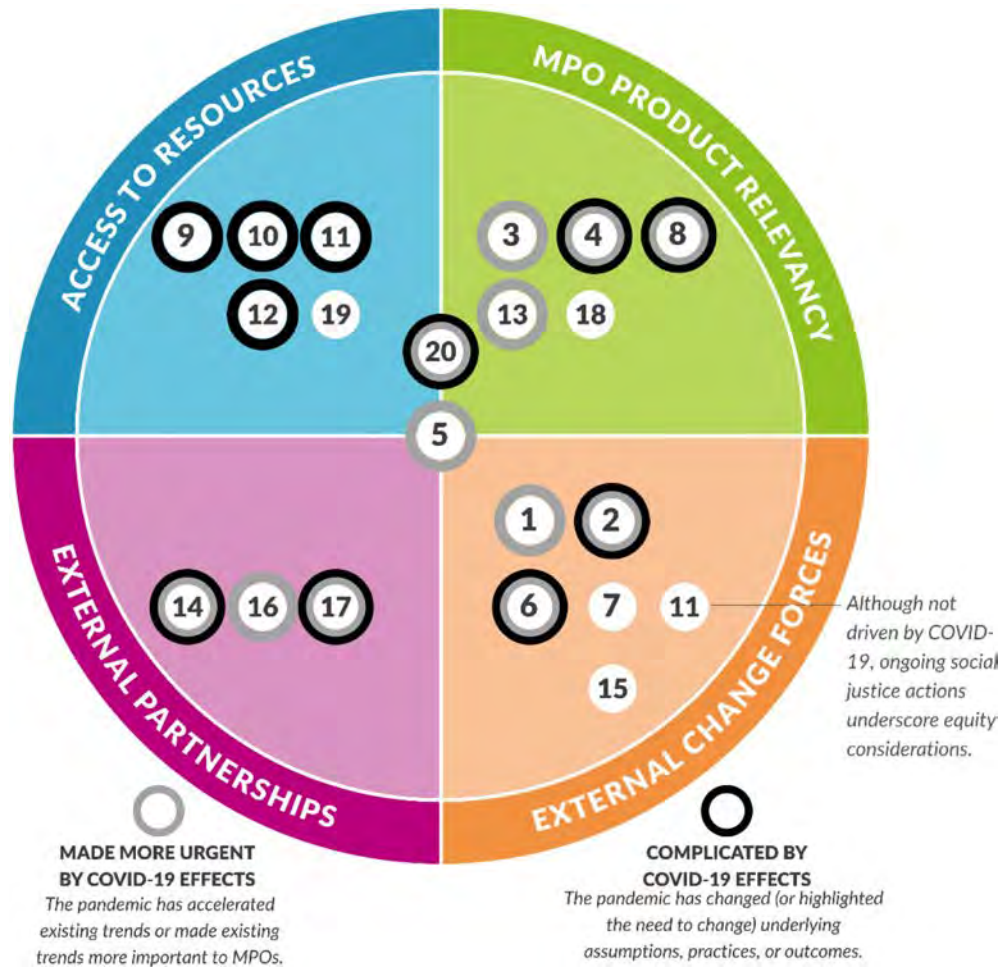 ACCESS TO RESOURCES
MPO PRODUCT RELEVANCY
9 10 11
3 4 8
12 19
13 18
20
5
1 2
14 16 17
6 7 11
15
Although not
driven by COVID-
19, ongoing social
justice actions
underscore equity
considerations.
EXTERNAL PARTNERSHIPS
EXTERNAL CHANGE FORCES
MADE MORE URGENT
BY COVID-19 EFFECTS
The pandemic has accelerated
existing trends or made existing
trends more important to MPOs.
COMPLICATED BY
COVID-19 EFFECTS
The pandemic has changed (or highlighted
the need to change) underlying
assumptions, practices, or outcomes.